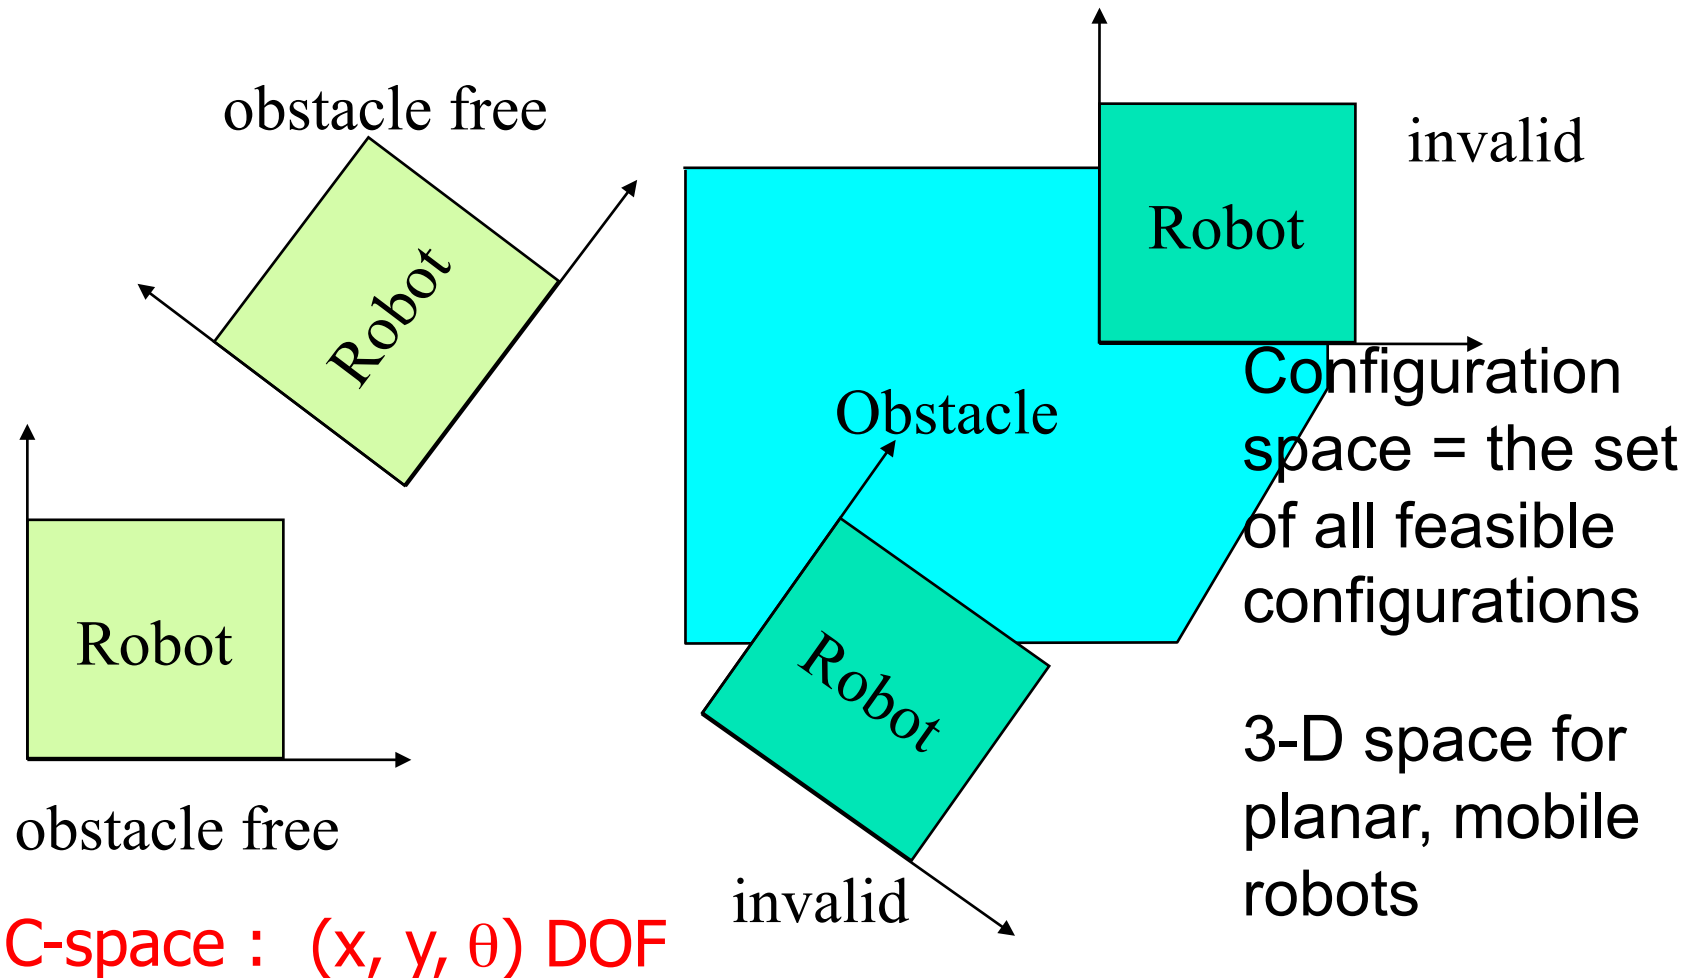 obstacle free
invalid
Robot
Robot
Obstacle
Configuration
space = the set
of all feasible
configurations
Robot
Robot
3-D space for
planar, mobile
robots
obstacle free
invalid
C-space : (x, y, θ) DOF